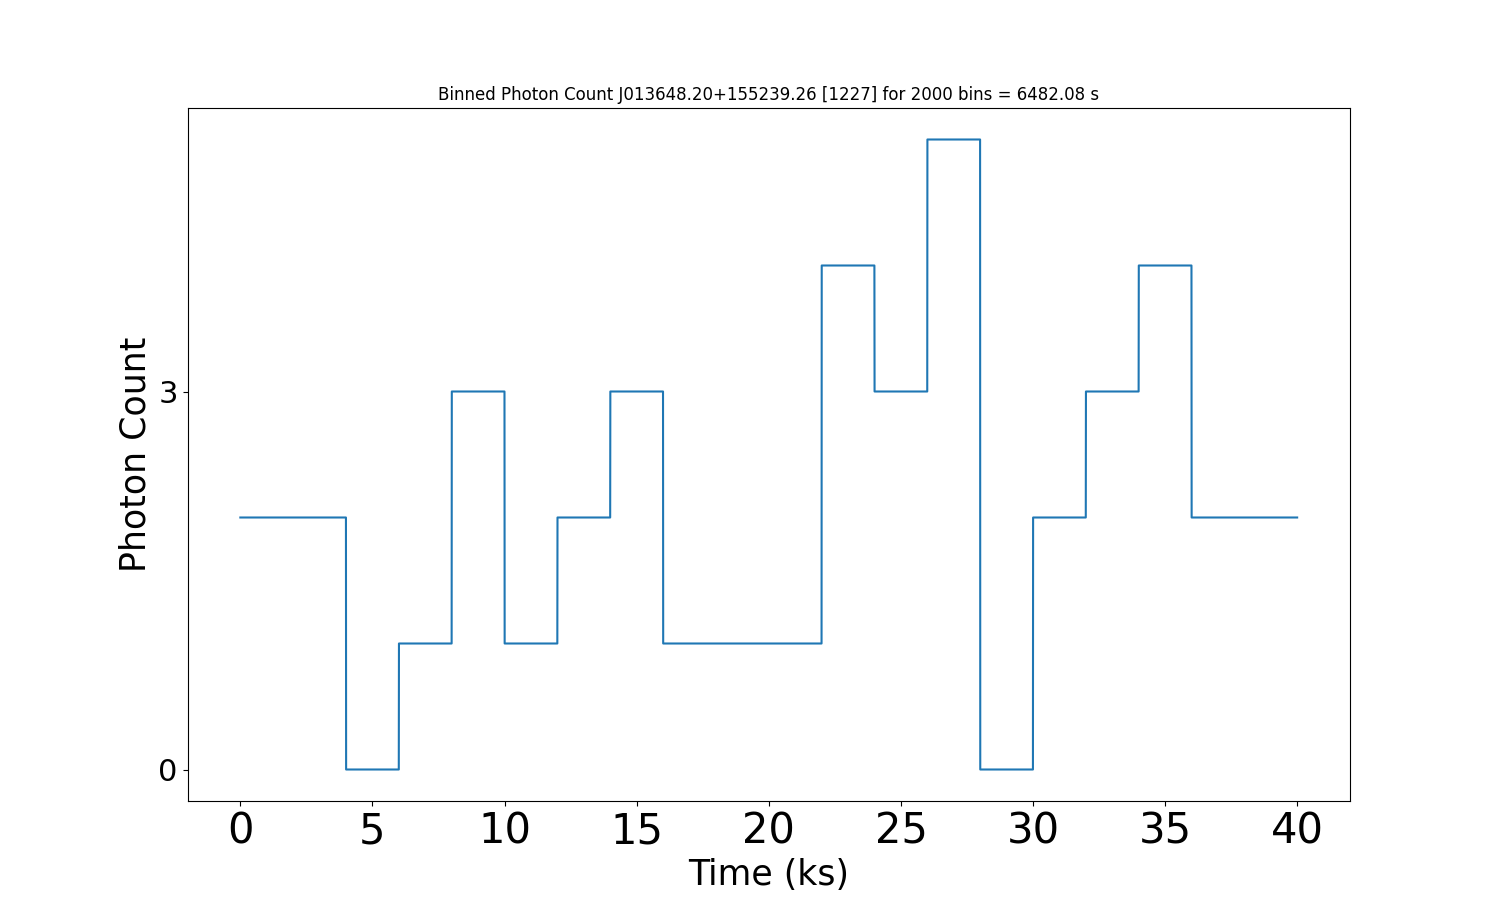 Binned Photon Count J013648.20+155239.26 [1227] for 2000 bins = 6482.08 s
Photon Count
3
0
0 5 10 15 20 25 30 35 40
Time (ks)